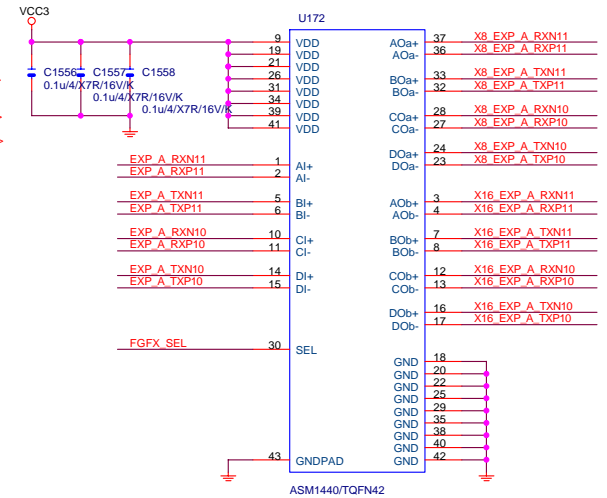 VCC3
U172
C1556 C1557 C1558
0.1u/4/X7R/16V/K
0.1u/4/X7R/16V/K
0.1u/4/X7R/16V/K
9 VDD
19 VDD
21 VDD
26 VDD
31 VDD
34 VDD
39 VDD
41 VDD
EXP_A_RXN11 1 AI+
EXP_A_RXP11 2 AI-
EXP_A_TXN11 5 BI+
EXP_A_TXP11 6 BI-
EXP_A_RXN10 10 CI+
EXP_A_RXP10 11 CI-
EXP_A_TXN10 14 DI+
EXP_A_TXP10 15 DI-
FGFX_SEL 30 SEL
43 GNDPAD
AOa+ 37 X8_EXP_A_RXN11
AOa- 36 X8_EXP_A_RXP11
BOa+ 33 X8_EXP_A_TXN11
BOa- 32 X8_EXP_A_TXP11
COa+ 28 X8_EXP_A_RXN10
COa- 27 X8_EXP_A_RXP10
DOa+ 24 X8_EXP_A_TXN10
DOa- 23 X8_EXP_A_TXP10
AOb+ 3 X16_EXP_A_RXN11
AOb- 4 X16_EXP_A_RXP11
BOb+ 7 X16_EXP_A_TXN11
BOb- 8 X16_EXP_A_TXP11
COb+ 12 X16_EXP_A_RXN10
COb- 13 X16_EXP_A_RXP10
DOb+ 16 X16_EXP_A_TXN10
DOb- 17 X16_EXP_A_TXP10
GND 18
GND 20
GND 22
GND 25
GND 29
GND 35
GND 38
GND 40
GND 42
ASM1440/TQFN42